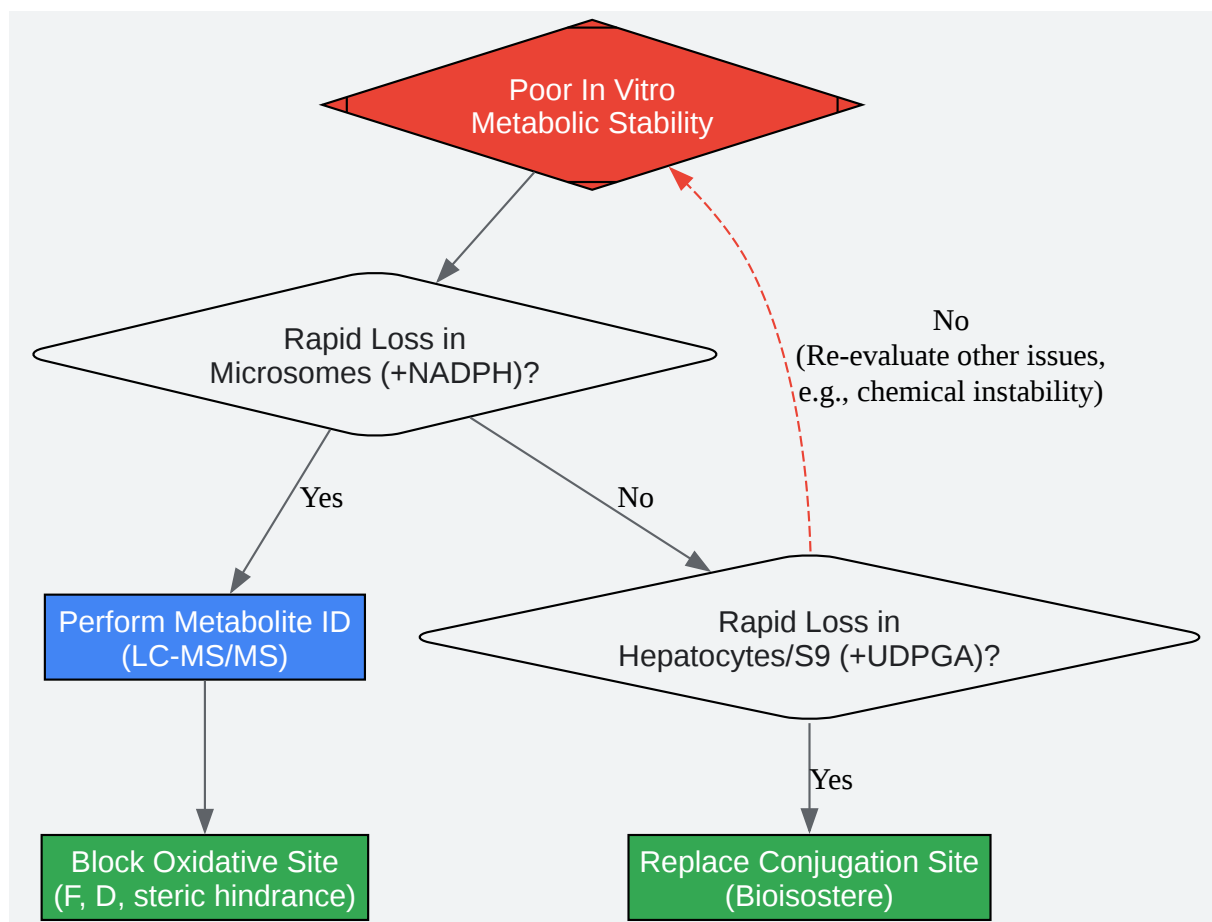 Poor In Vitro
Metabolic Stability
Rapid Loss in
Microsomes (+NADPH)?
No
(Re-evaluate other issues,
e.g., chemical instability)
Yes
No
Perform Metabolite ID
(LC-MS/MS)
Rapid Loss in
Hepatocytes/S9 (+UDPGA)?
Yes
Block Oxidative Site
(F, D, steric hindrance)
Replace Conjugation Site
(Bioisostere)